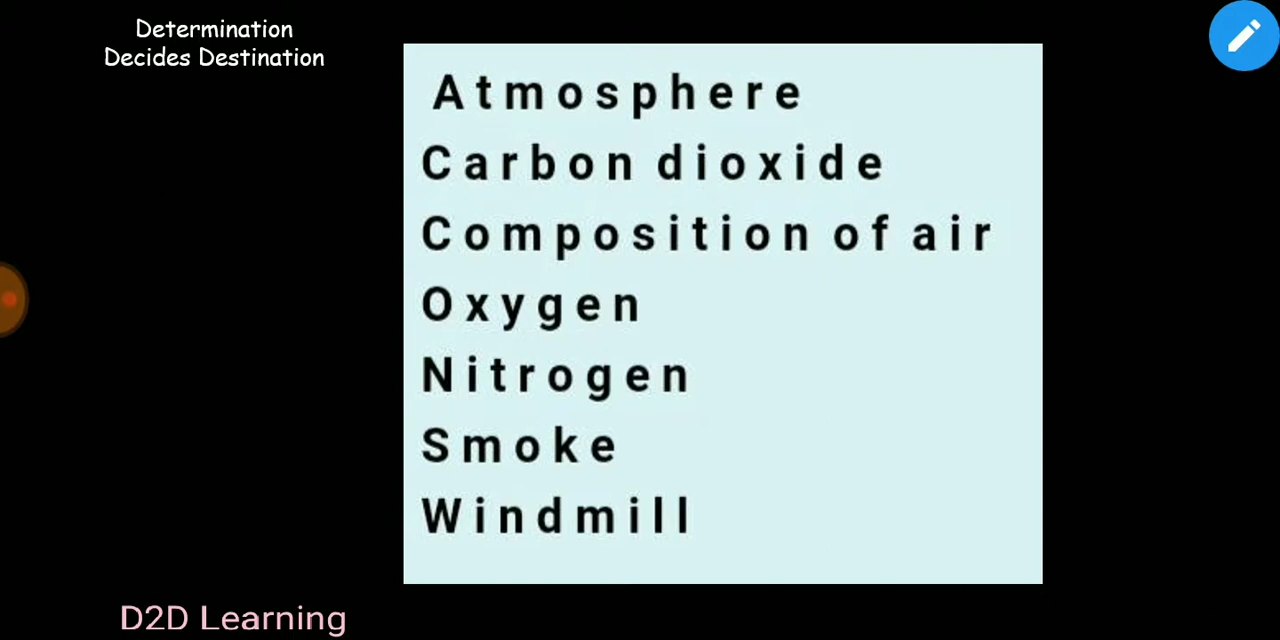 Determination
Decides Destination
Atmosphere
Carbon dioxide
Composition of air
Oxygen
Nitrogen
Smoke
Windmill
D2D Learning